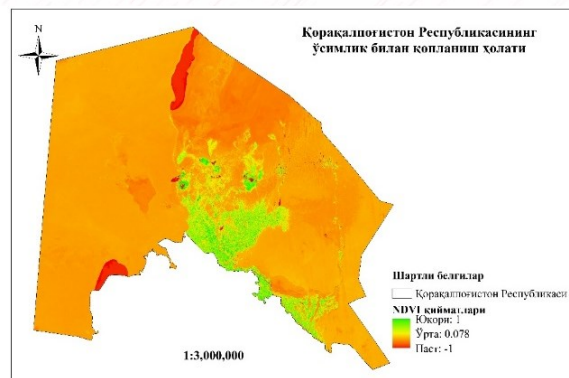 Қорақалпоғистон Республикасининг
ўсимлик билан қопланиш ҳолати
N
Шартли белгилар
Қорақалпоғистон Республикаси
NDVI қийматлари
Юқори: 1
Ўрта: 0.078
Паст: -1
1:3,000,000